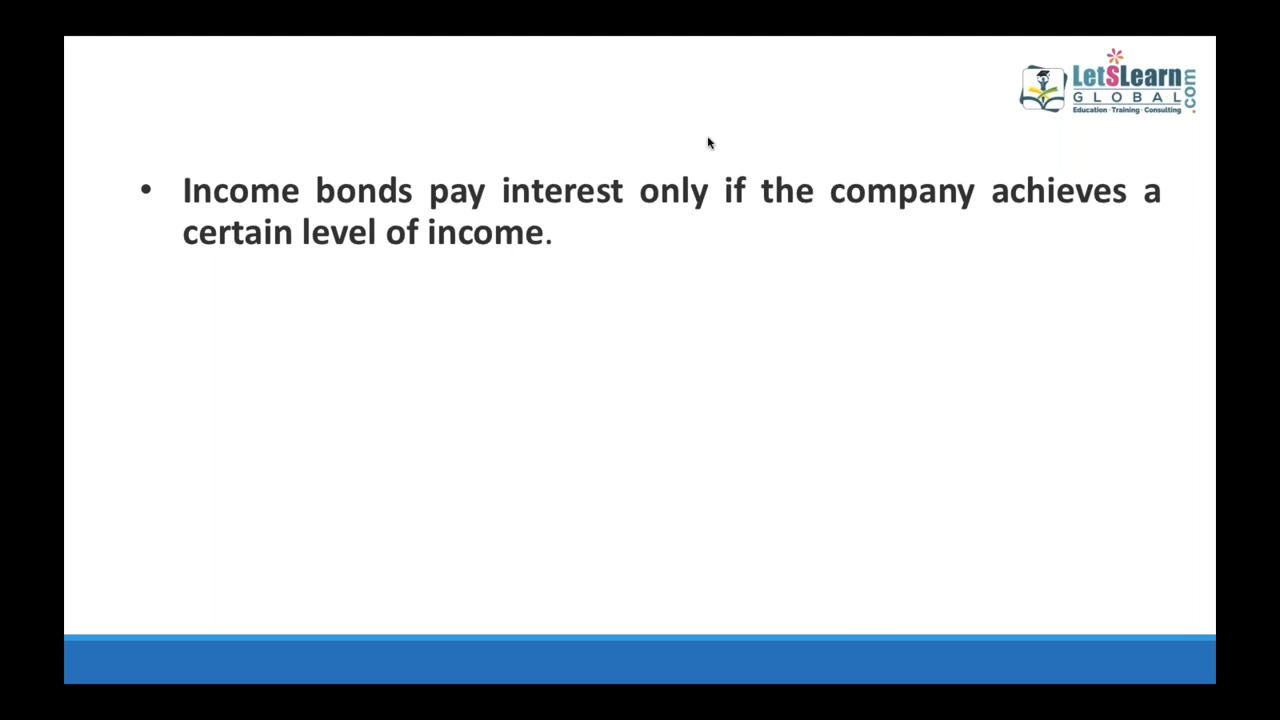 LetSLearn
GLOBAL
.com
Education · Training · Consulting
• Income bonds pay interest only if the company achieves a
certain level of income.